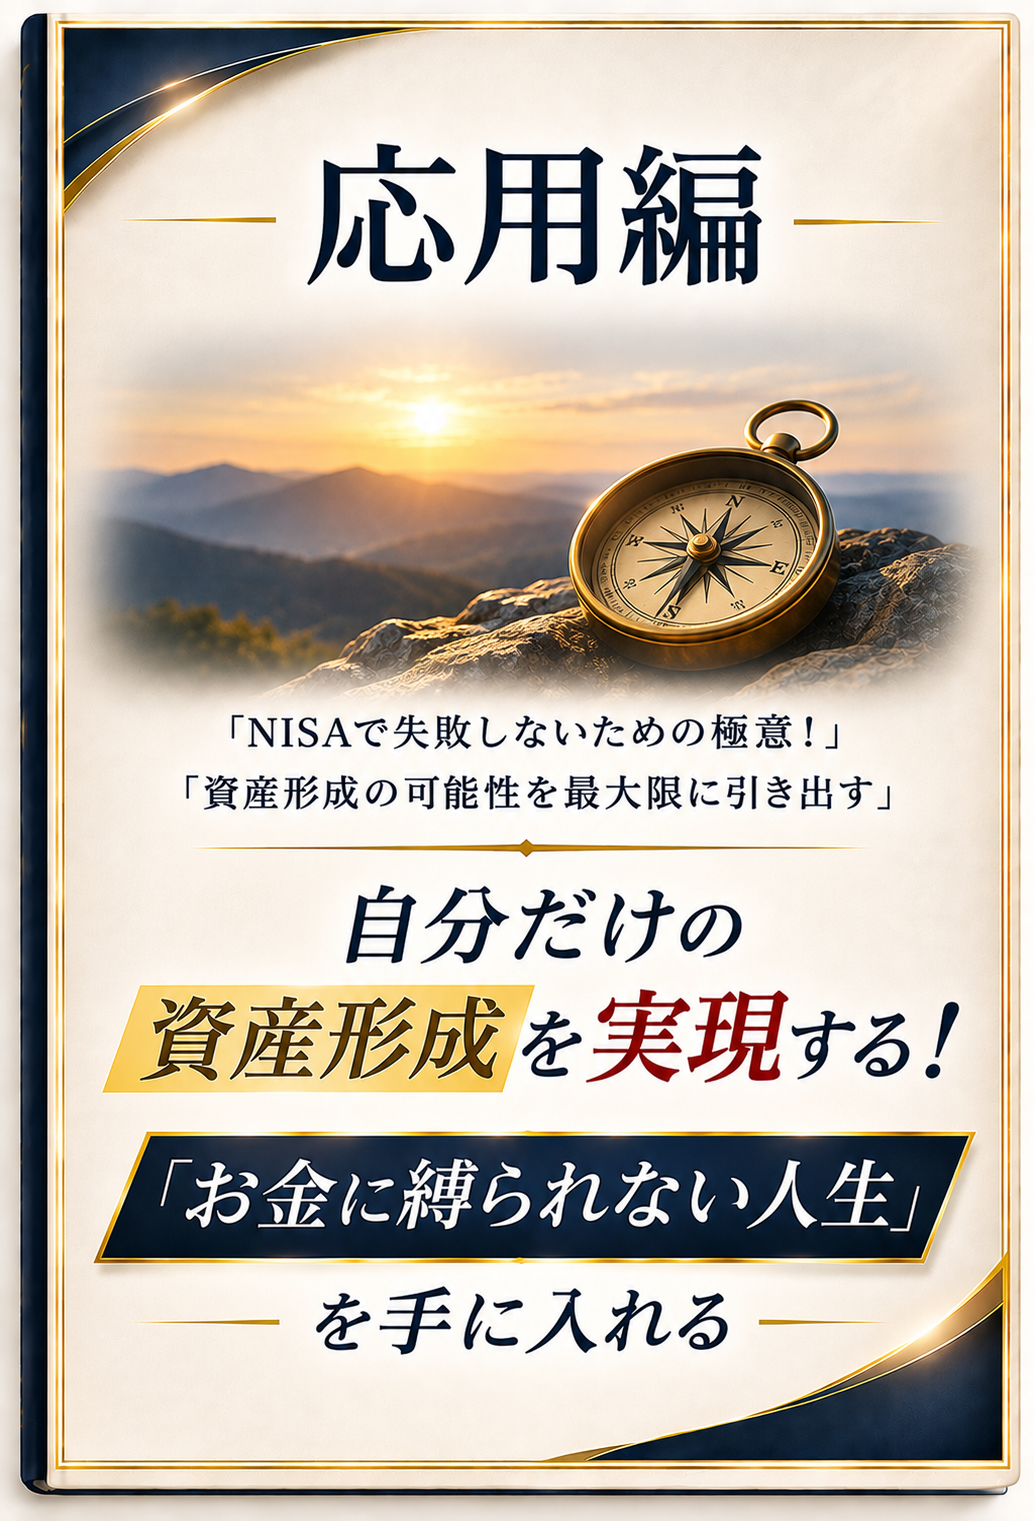 応用編
N
E
S
「NISAで失敗しないための極意!」
「資産形成の可能性を最大限に引き出す」
自分だけの
資産形成を実現する!
「お金に縛られない人生」
を手に入れる